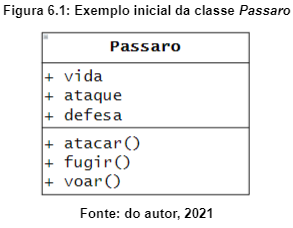 Figura 6.1: Exemplo inicial da classe Passaro
Passaro
+ vida
+ ataque
+ defesa
+ atacar()
+ fugir()
+ voar()
Fonte: do autor, 2021